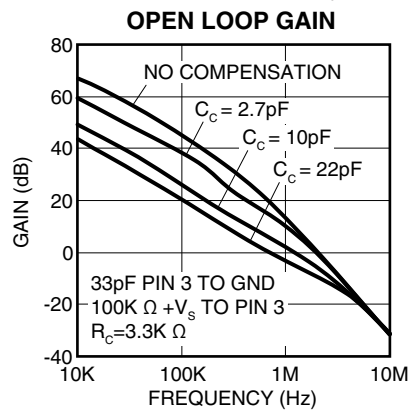 OPEN LOOP GAIN
80
60
40
20
0
-20
-40
GAIN (dB)
NO COMPENSATION
C_C = 2.7pF
C_C = 10pF
C_C = 22pF
33pF PIN 3 TO GND
100K Ω +V_S TO PIN 3
R_C=3.3K Ω
10K 100K 1M 10M
FREQUENCY (Hz)